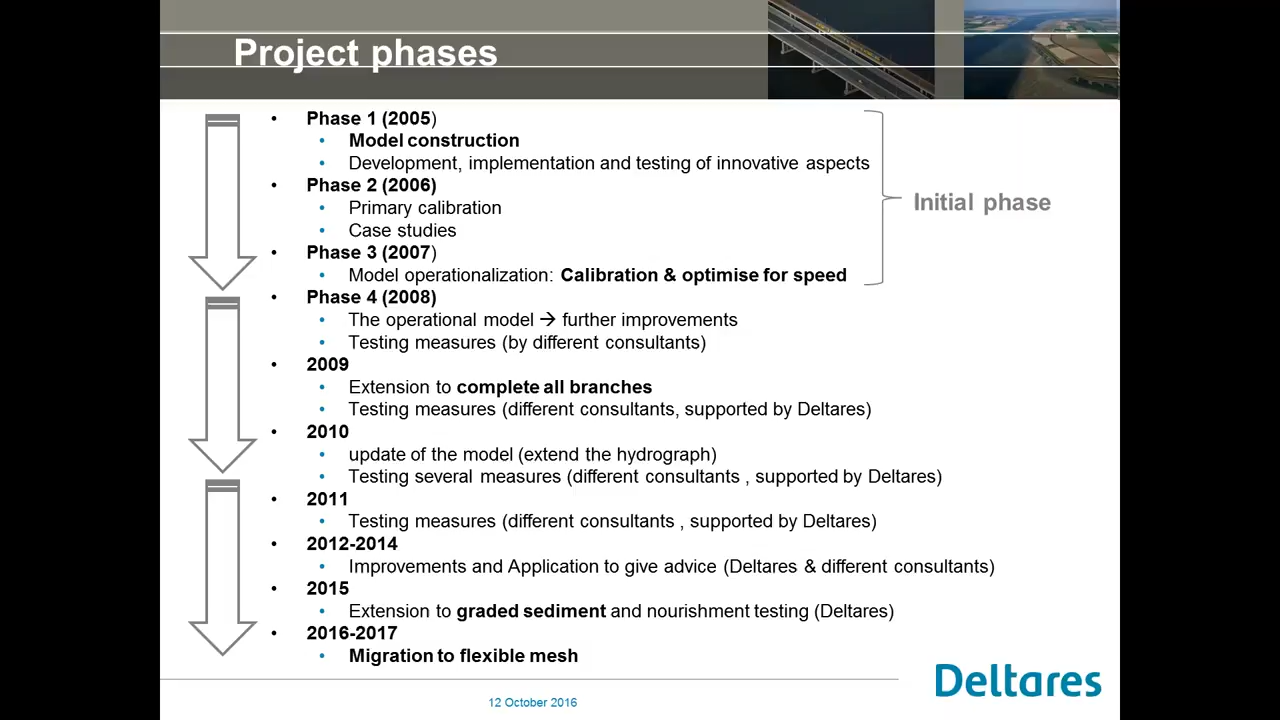 Project phases
• Phase 1 (2005)
• Model construction
• Development, implementation and testing of innovative aspects
• Phase 2 (2006)
• Primary calibration
• Case studies
• Phase 3 (2007)
• Model operationalization: Calibration & optimise for speed
Initial phase
• Phase 4 (2008)
• The operational model → further improvements
• Testing measures (by different consultants)
• 2009
• Extension to complete all branches
• Testing measures (different consultants, supported by Deltares)
• 2010
• update of the model (extend the hydrograph)
• Testing several measures (different consultants , supported by Deltares)
• 2011
• Testing measures (different consultants , supported by Deltares)
• 2012-2014
• Improvements and Application to give advice (Deltares & different consultants)
• 2015
• Extension to graded sediment and nourishment testing (Deltares)
• 2016-2017
• Migration to flexible mesh
12 October 2016
Deltares